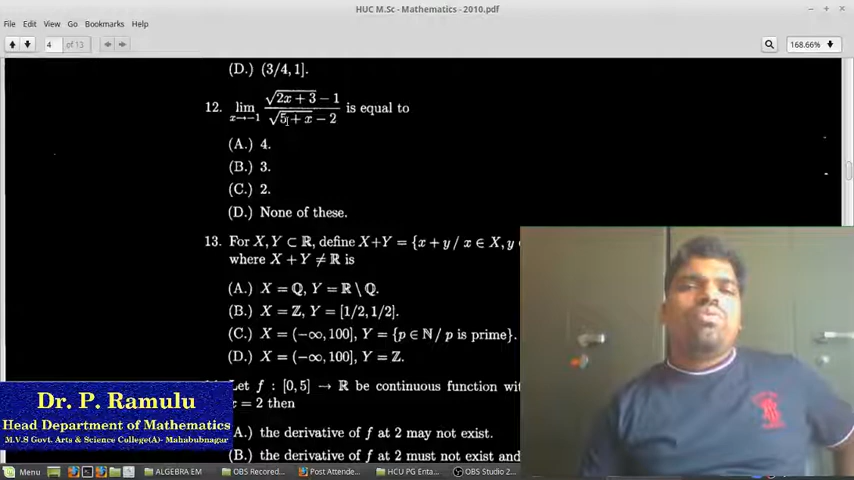 HUC M.Sc - Mathematics - 2010.pdf
File Edit View Go Bookmarks Help
4 of 13
168.66%
(D.) (3/4, 1].
12. lim x→−1 (√(2x + 3) − 1)/(√(5 + x) − 2) is equal to
(A.) 4.
(B.) 3.
(C.) 2.
(D.) None of these.
13. For X, Y ⊂ ℝ, define X+Y = {x + y / x ∈ X, y
where X + Y ≠ ℝ is
(A.) X = ℚ, Y = ℝ \ ℚ.
(B.) X = ℤ, Y = [1/2, 1/2].
(C.) X = (−∞, 100], Y = {p ∈ ℕ / p is prime}.
(D.) X = (−∞, 100], Y = ℤ.
Let f : [0, 5] → ℝ be continuous function
= 2 then
A.) the derivative of f at 2 may not exist.
(B.) the derivative of f at 2 must not exist and
Dr. P. Ramulu
Head Department of Mathematics
M.V.S Govt. Arts & Science College(A)- Mahabubnagar
Menu ALGEBRA EM OBS Recored... Post Attende... HCU PG Enta... OBS Studio 2...